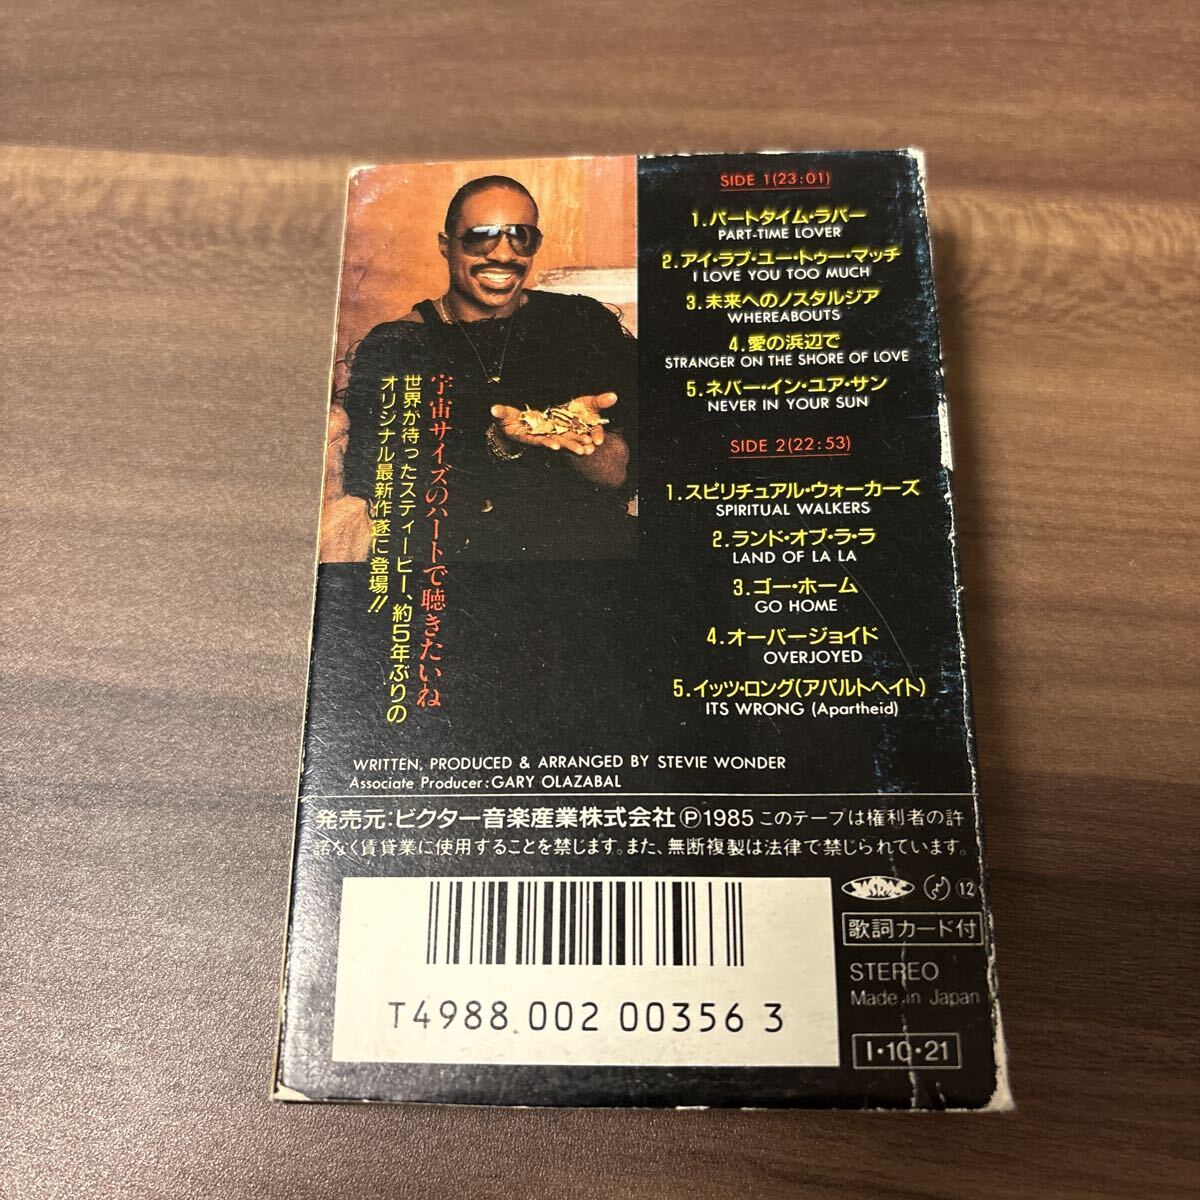 SIDE 1(23:01)
1.パートタイム・ラバー
PART-TIME LOVER
2.アイ・ラブ・ユー・トゥー・マッチ
I LOVE YOU TOO MUCH
3.未来へのノスタルジア
WHEREABOUTS
4.愛の浜辺で
STRANGER ON THE SHORE OF LOVE
5.ネバー・イン・ユア・サン
NEVER IN YOUR SUN
SIDE 2(22:53)
1.スピリチュアル・ウォーカーズ
SPIRITUAL WALKERS
2.ランド・オブ・ラ・ラ
LAND OF LA LA
3.ゴー・ホーム
GO HOME
4.オーバージョイド
OVERJOYED
5.イッツ・ロング(アパルトヘイト)
ITS WRONG (Apartheid)
宇宙サイズのハートで聴きたいね
世界が待ったスティービー、約5年ぶりの
オリジナル最新作遂に登場!!
WRITTEN, PRODUCED & ARRANGED BY STEVIE WONDER
Associate Producer:GARY OLAZABAL
発売元:ビクター音楽産業株式会社Ⓟ1985 このテープは権利者の許
諾なく賃貸業に使用することを禁じます。また、無断複製は法律で禁じられています。
T4988 002 00356 3
⑫
歌詞カード付
STEREO
Made in Japan
I・10・21